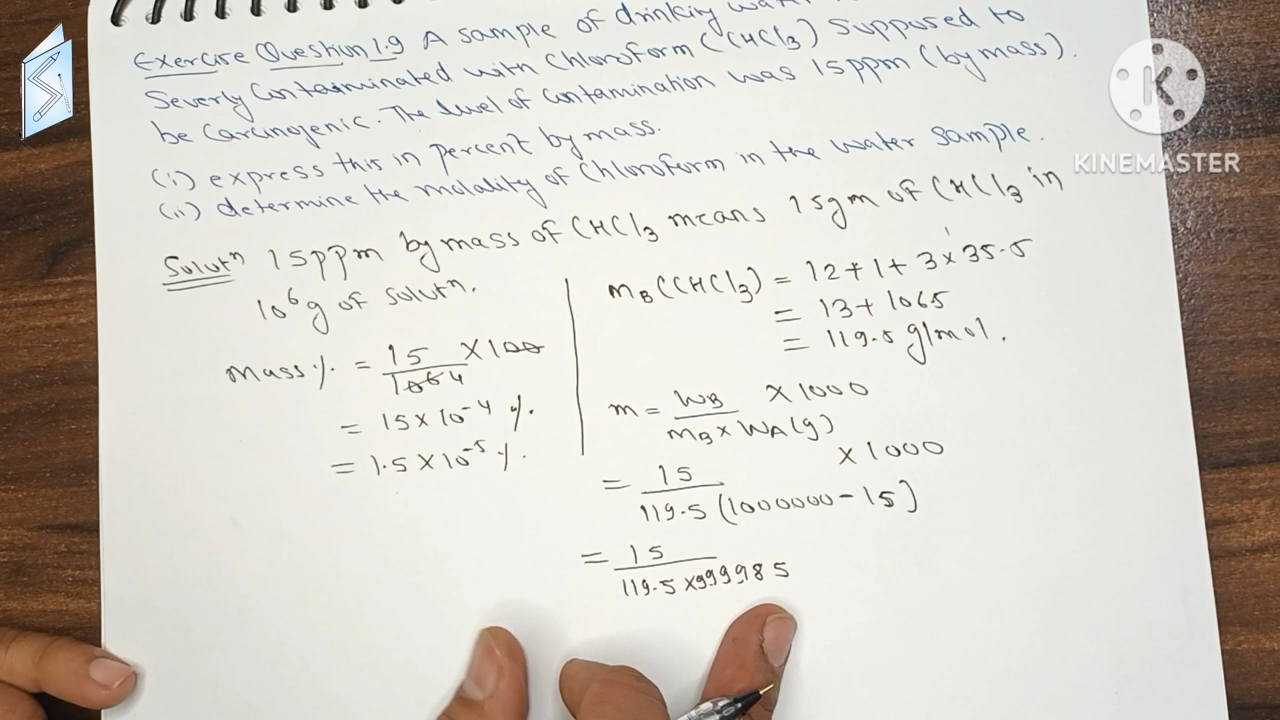 Exercise Question 1.9 A sample of drinking water
Severly Contaminated with Chloroform (CHCl3) Supposed to
be Carcinogenic. The level of contamination was 15ppm (by mass).
(i) express this in percent by mass.
(ii) determine the molality of Chloroform in the water sample.
Solutn 15ppm by mass of CHCl3 means 15gm of CHCl3 in
10^6g of solutn.
Mass % = 15/10^6 4 × 100
= 15 × 10^-4 %.
= 1.5 × 10^-5 %.
MB (CHCl3) = 12 + 1 + 3 × 35.5
= 13 + 1065
= 119.5 g/mol.
m = WB / MB × WA(g) × 1000
= 15 / 119.5 (1000000 - 15) × 1000
= 15 / 119.5 × 999985
KINEMASTER